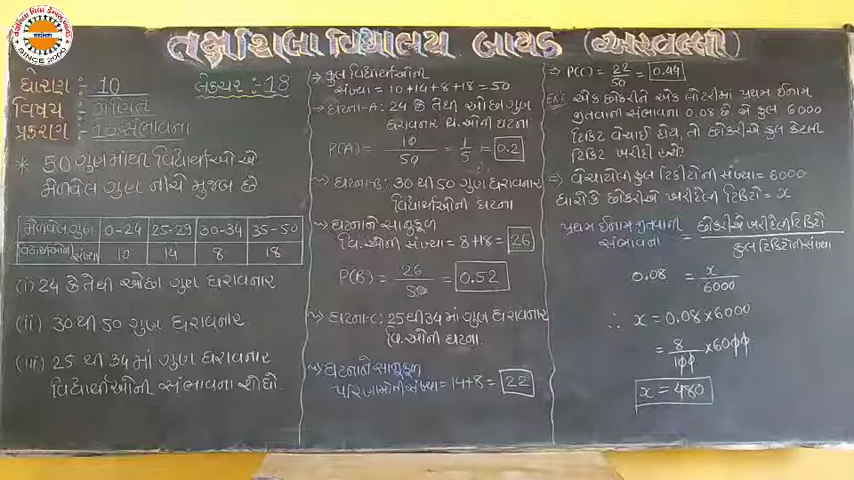 તક્ષશિલા વિદ્યાલય બાયડ (અરવલ્લી)
SINCE 2000
ધોરણ :- 10
લેક્ચર :- 18
વિષય :- ગણિત
પ્રકરણ :- 15 સંભાવના
* 50 ગુણમાંથી વિદ્યાર્થીઓ એ
મેળવેલ ગુણ નીચે મુજબ છે
મેળવેલગુણ 0-24 25-29 30-34 35-50
વિદ્યાર્થીઓની સંખ્યા 10 14 8 18
(i) 24 કે તેથી ઓછા ગુણ ધરાવનાર
(ii) 30 થી 50 ગુણ ધરાવનાર
(iii) 25 થી 34 માં ગુણ ધરાવનાર
વિદ્યાર્થીઓની સંભાવના શોધો.
⇒ કુલ વિદ્યાર્થીઓની
સંખ્યા = 10+14+8+18 = 50
→ ઘટના-A: 24 કે તેથી ઓછા ગુણ
ધરાવનાર વિ.ઓની ઘટના
P(A) = 10/50 = 1/5 = 0.2
→ ઘટના-B: 30 થી 50 ગુણ ધરાવનાર
વિદ્યાર્થીઓની ઘટના
→ ઘટનાને સાનુકૂળ
વિ.ઓની સંખ્યા = 8+18 = 26
P(B) = 26/50 = 0.52
→ ઘટના-C: 25 થી 34 માં ગુણ ધરાવનાર
વિ.ઓની ઘટના
→ ઘટનાને સાનુકૂળ
પરિણામોની સંખ્યા = 14+8 = 22
⇒ P(C) = 22/50 = 0.44
એક છોકરીને એક લોટરીમાં પ્રથમ ઈનામ
જીતવાની સંભાવના 0.08 છે. જો કુલ 6000
ટિકિટ વેચાઈ હોય, તો છોકરીએ કુલ કેટલી
ટિકિટ ખરીદી હશે?
⇒ વેચાયેલી કુલ ટિકીટોની સંખ્યા = 6000
ધારોકે છોકરીએ ખરીદેલી ટિકિટો = x
પ્રથમ ઈનામ જીતવાની સંભાવના = છોકરીએ ખરીદેલી ટિકિટો / કુલ ટિકિટોની સંખ્યા
0.08 = x/6000
∴ x = 0.08×6000
= 8/100 ×6000
x = 480